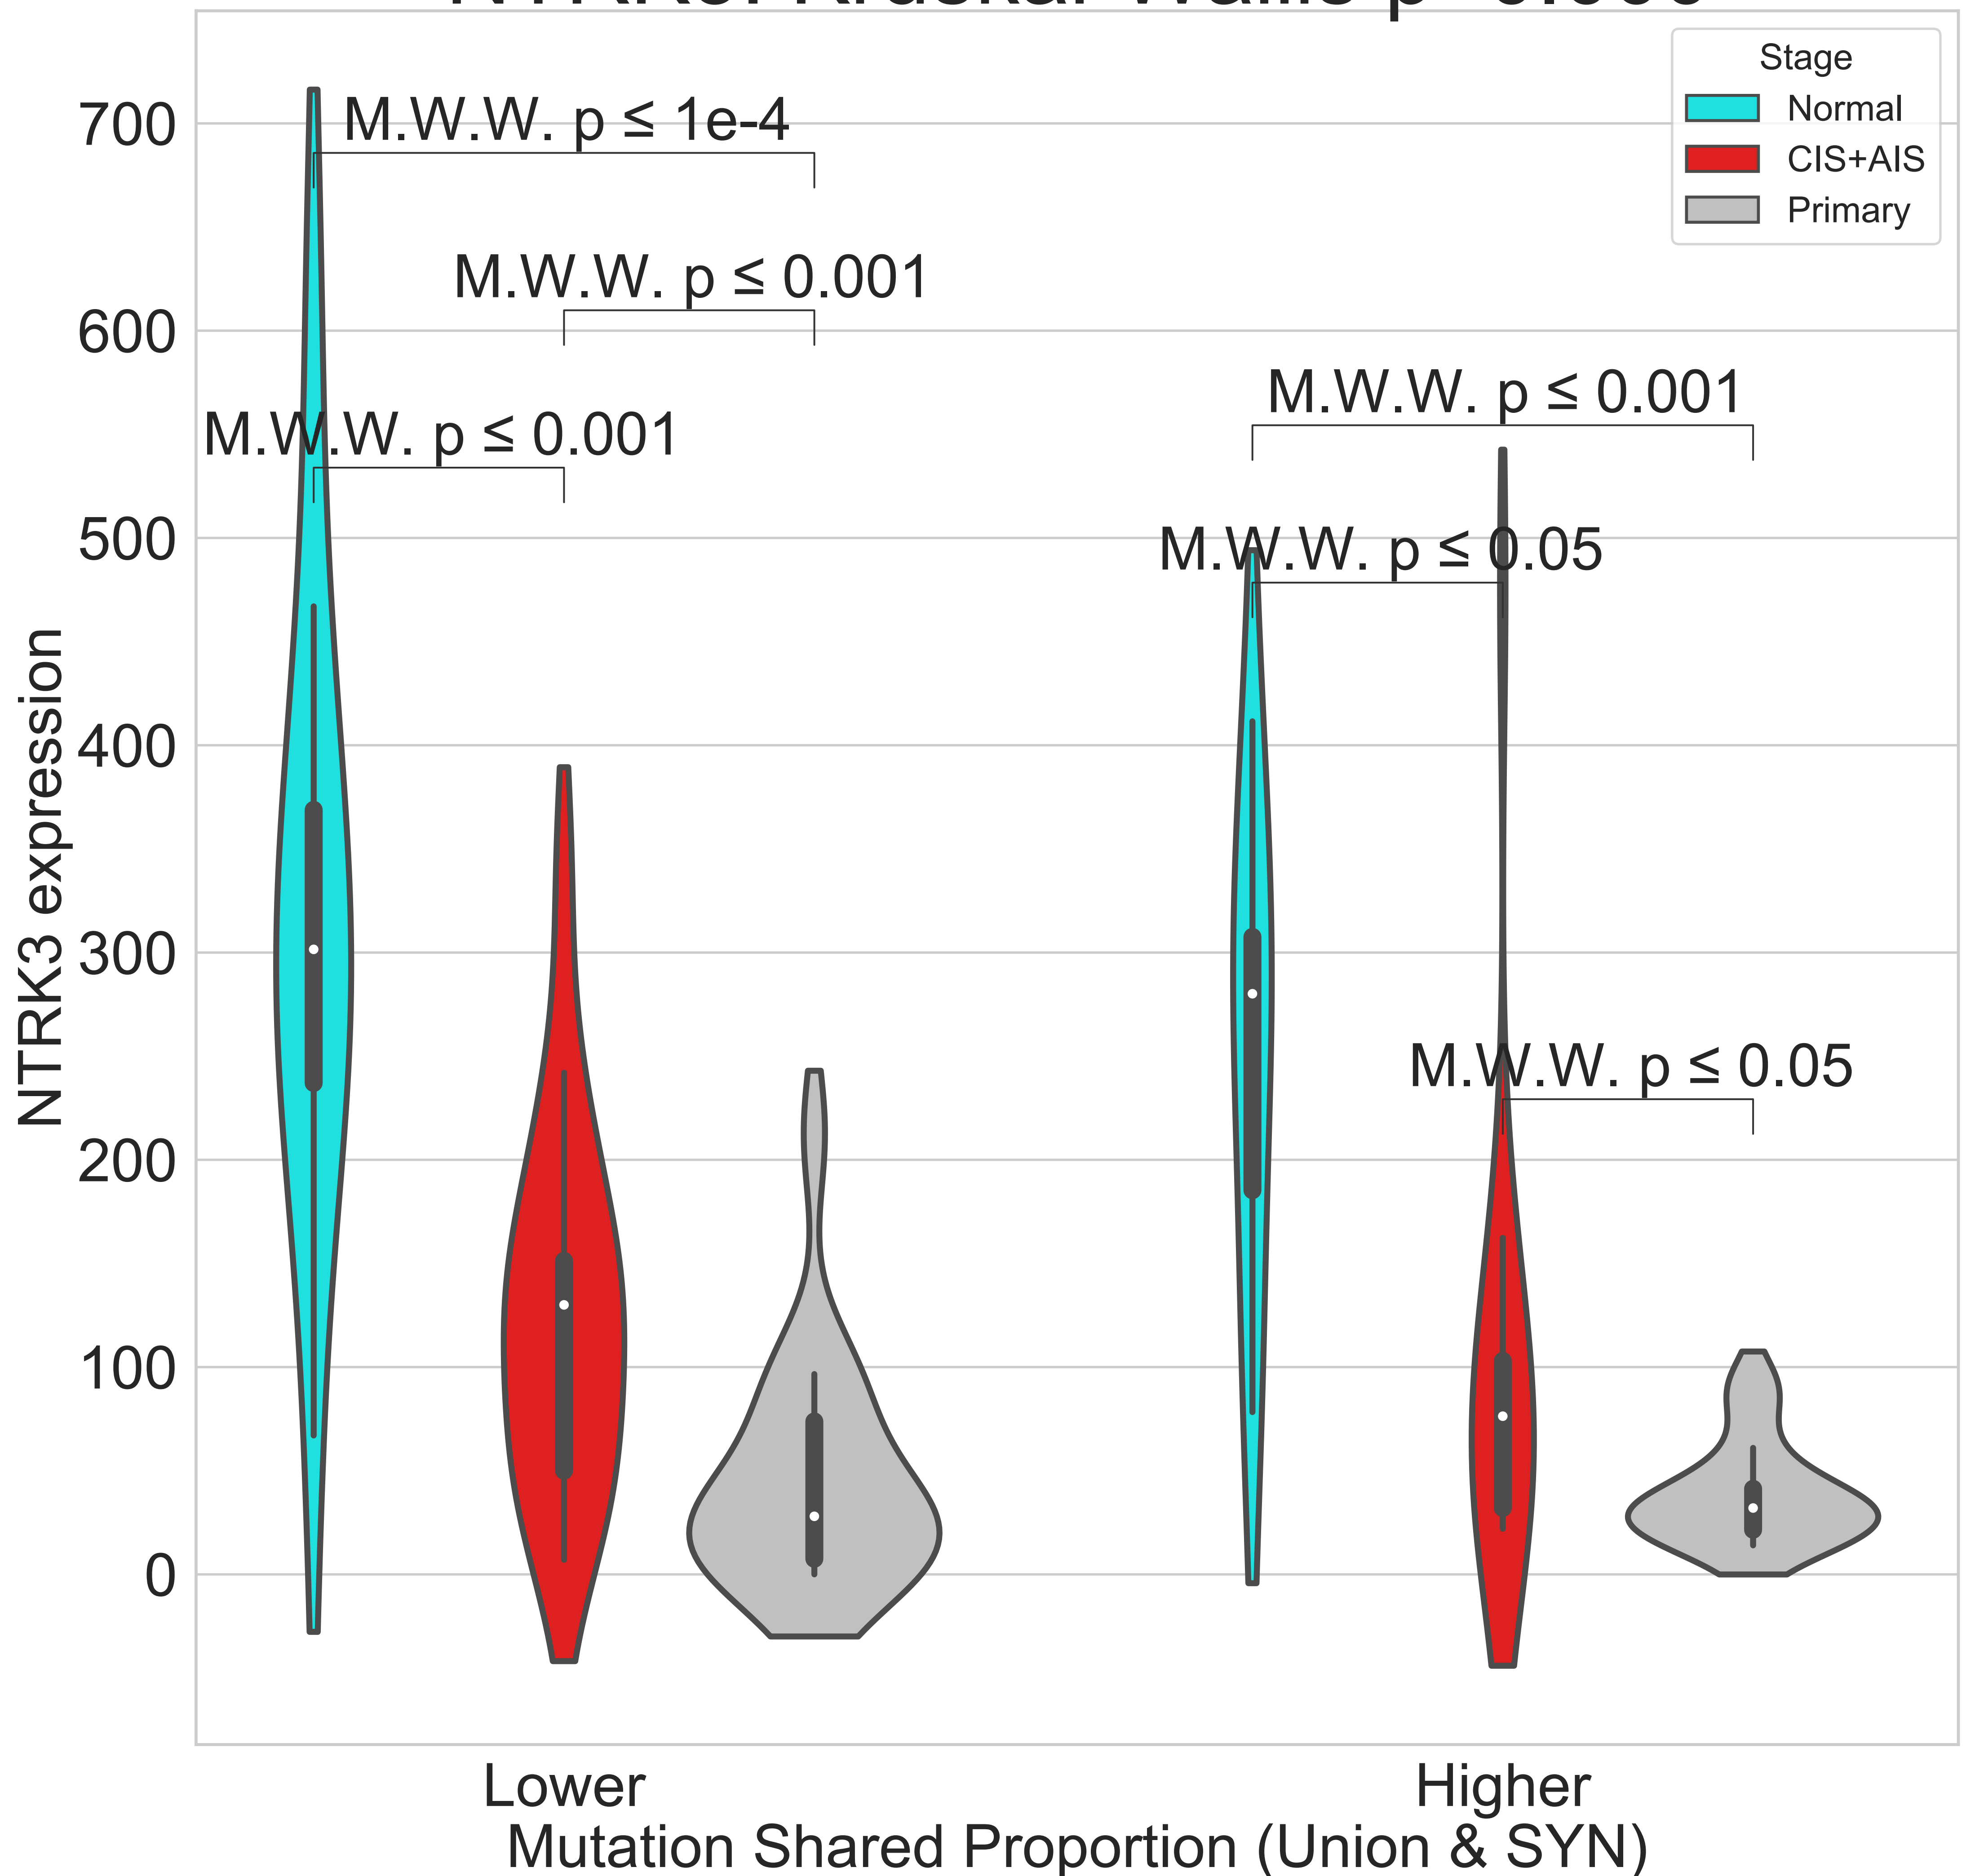 Stage
Normal
CIS+AIS
Primary
M.W.W. p ≤ 1e-4
M.W.W. p ≤ 0.001
M.W.W. p ≤ 0.001
M.W.W. p ≤ 0.001
M.W.W. p ≤ 0.05
M.W.W. p ≤ 0.05
NTRK3 expression
700
600
500
400
300
200
100
0
Lower
Higher
Mutation Shared Proportion (Union & SYN)